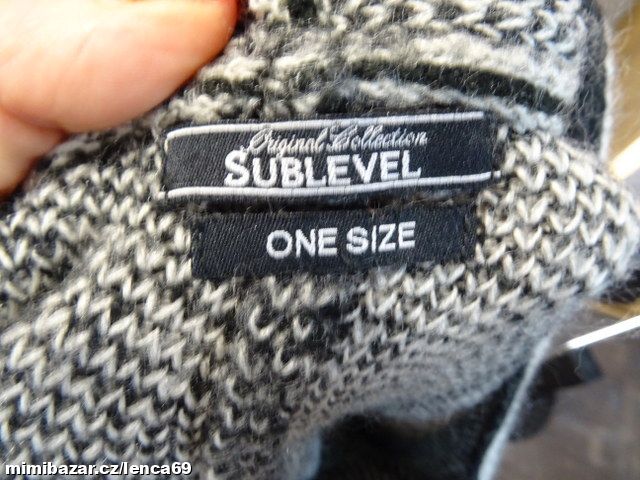 Original Collection
SUBLEVEL
ONE SIZE
mimibazar.cz/lenca69